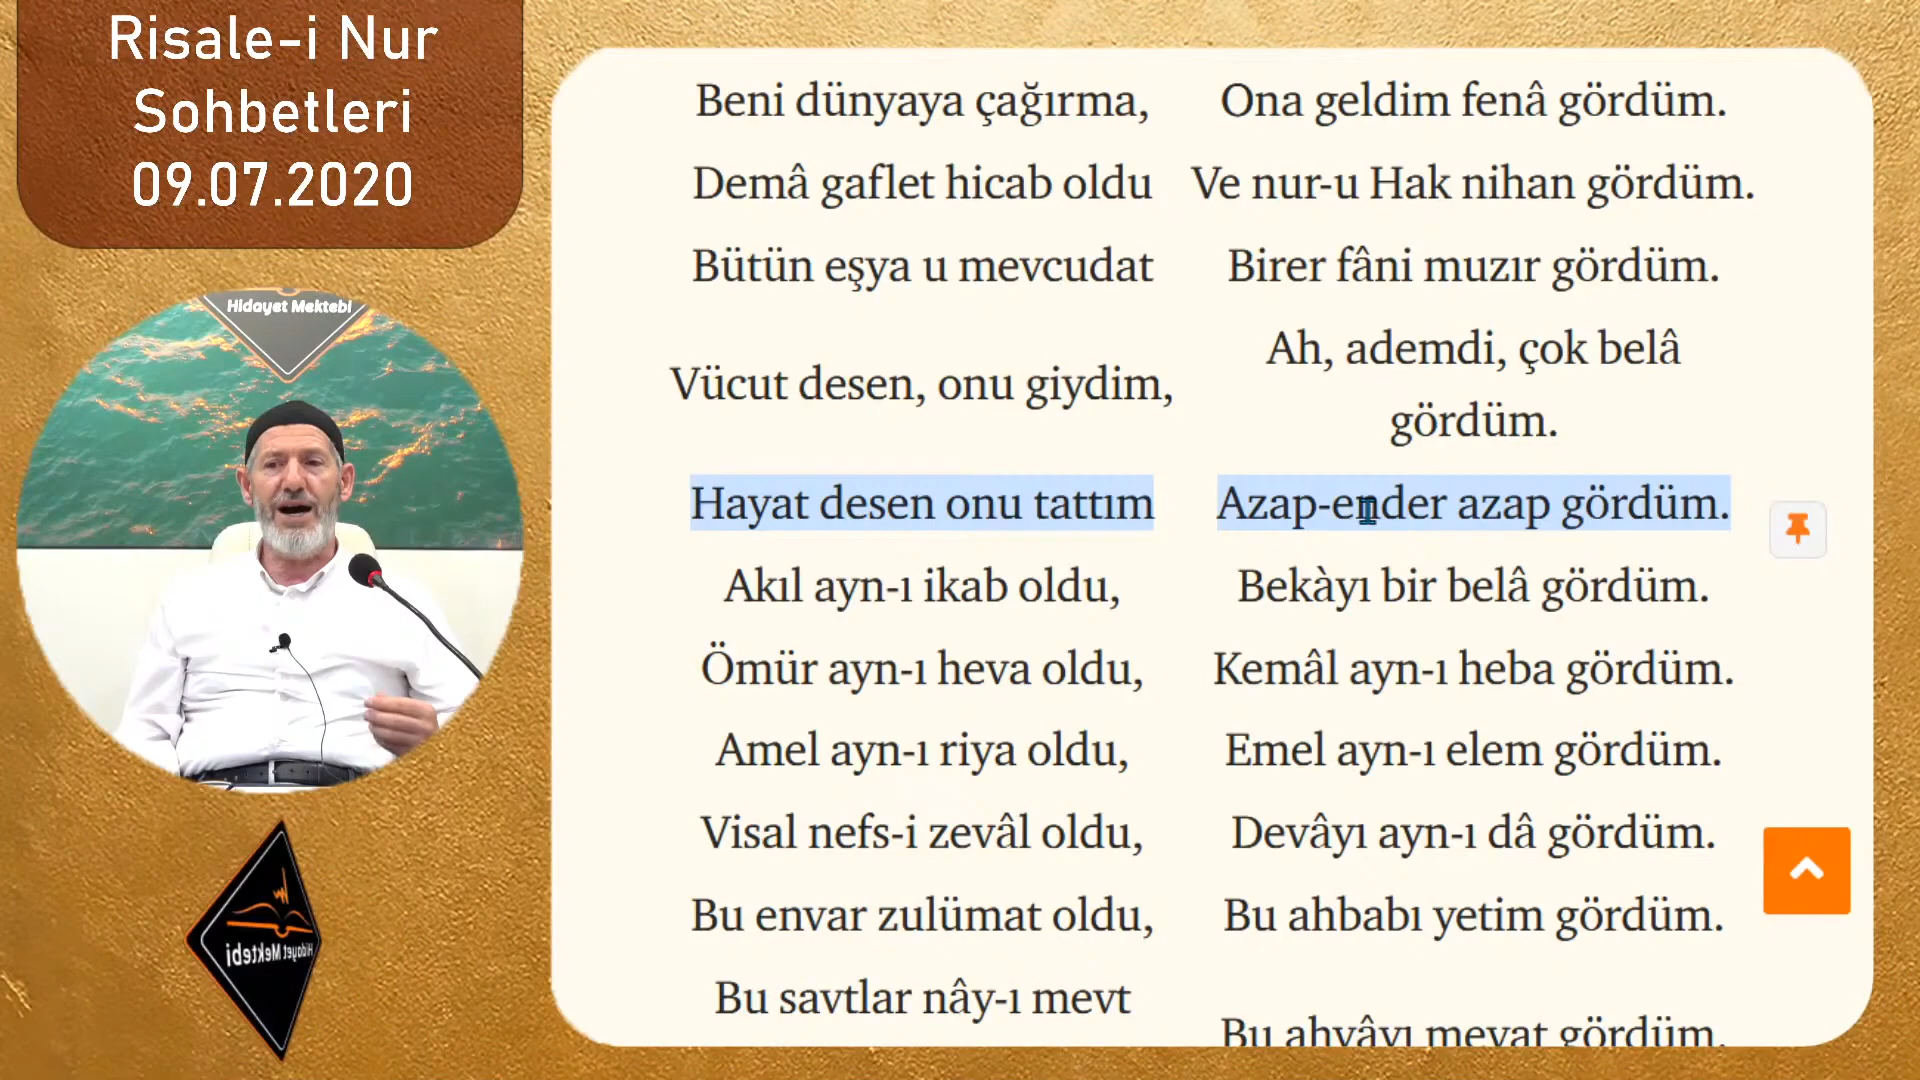 Risale-i Nur
Sohbetleri
09.07.2020
Hidayet Mektebi
Beni dünyaya çağırma, Ona geldim fenâ gördüm.
Demâ gaflet hicab oldu Ve nur-u Hak nihan gördüm.
Bütün eşya u mevcudat Birer fâni muzır gördüm.
Vücut desen, onu giydim, Ah, ademdi, çok belâ
gördüm.
Hayat desen onu tattım Azap-ender azap gördüm.
Akıl ayn-ı ikab oldu, Bekàyı bir belâ gördüm.
Ömür ayn-ı heva oldu, Kemâl ayn-ı heba gördüm.
Amel ayn-ı riya oldu, Emel ayn-ı elem gördüm.
Visal nefs-i zevâl oldu, Devâyı ayn-ı dâ gördüm.
Bu envar zulümat oldu, Bu ahbabı yetim gördüm.
Bu savtlar nây-ı mevt
Bu ahyâyı mevat gördüm.
Hidayet Mektebi